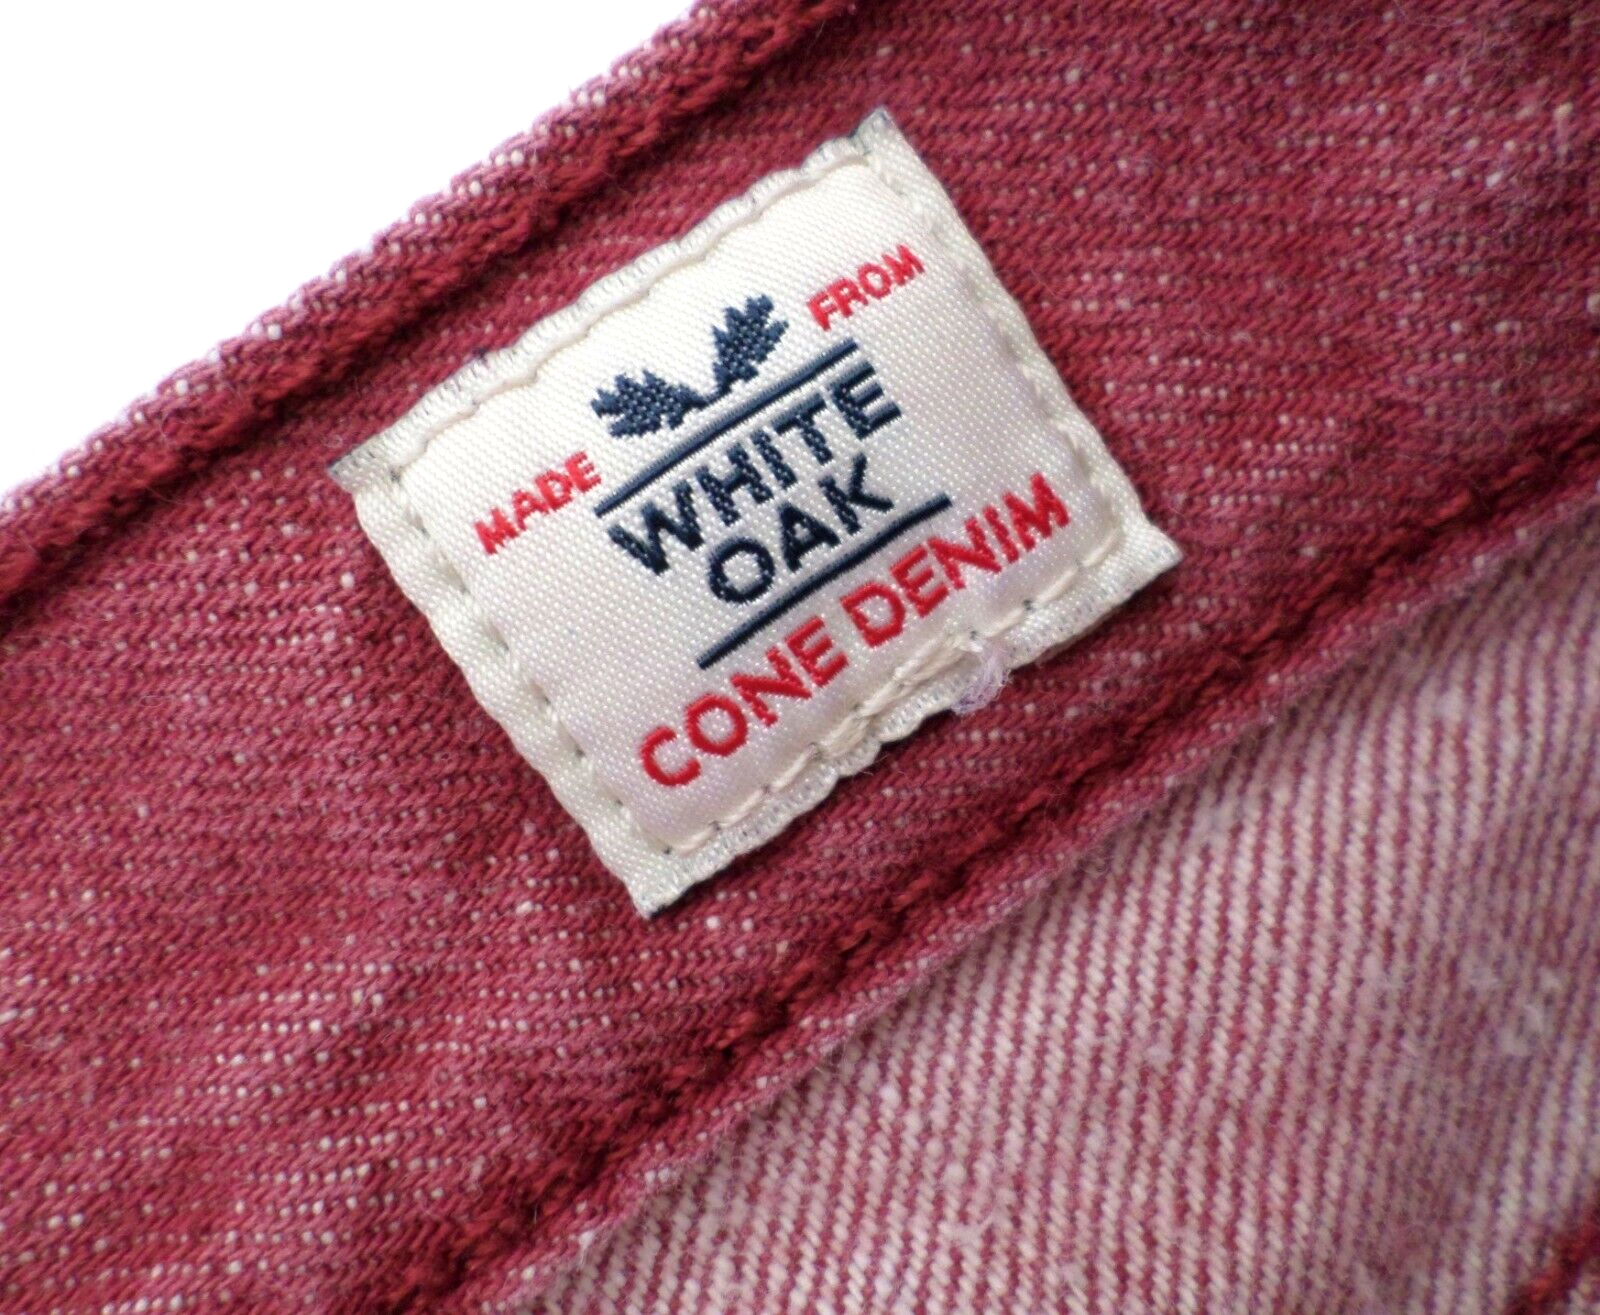 MADE FROM
WHITE
OAK
CONE DENIM